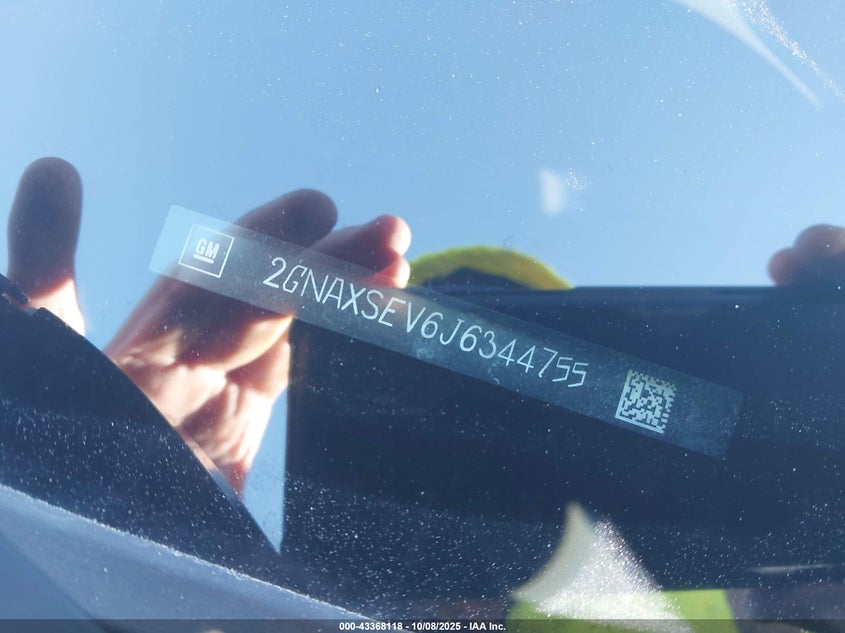 GM
2GNAXSEV6J6344755
000-43368118 - 10/08/2025 - IAA Inc.